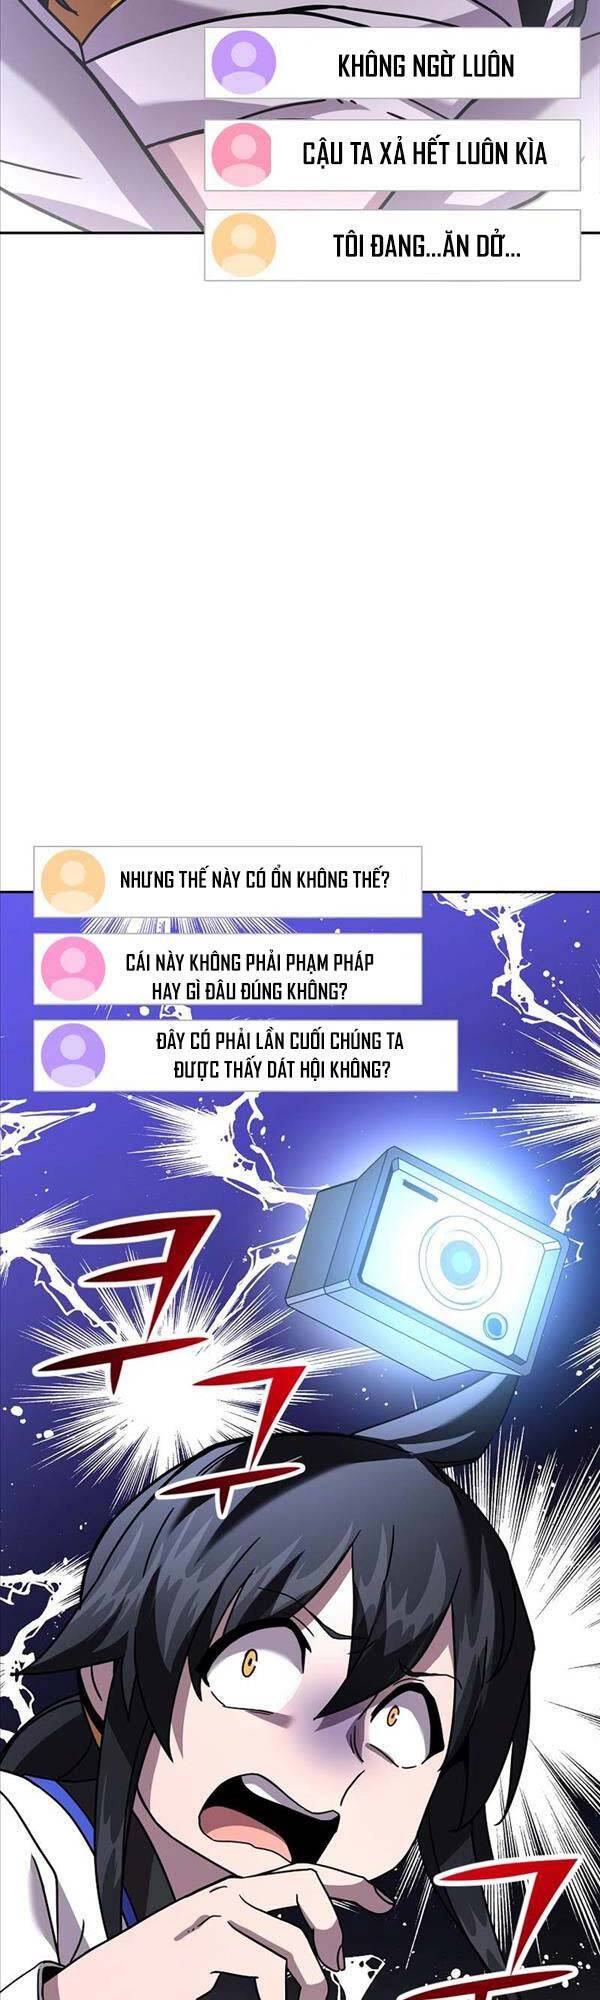 KHÔNG NGỜ LUÔN
CẬU TA XẢ HẾT LUÔN KÌA
TÔI ĐANG...ĂN DỞ...
NHƯNG THẾ NÀY CÓ ỔN KHÔNG THẾ?
CÁI NÀY KHÔNG PHẢI PHẠM PHÁP
HAY GÌ ĐÂU ĐÚNG KHÔNG?
ĐÂY CÓ PHẢI LẦN CUỐI CHÚNG TA
ĐƯỢC THẤY DÁT HỘI KHÔNG?